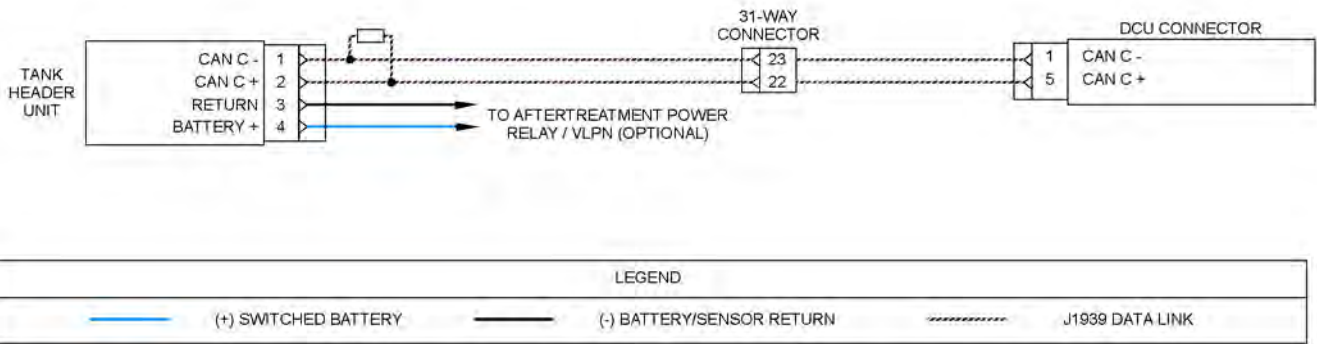 31-WAY
CONNECTOR
DCU CONNECTOR
TANK
HEADER
UNIT
CAN C - 1
CAN C + 2
RETURN 3
BATTERY + 4
23
22
1 CAN C -
5 CAN C +
TO AFTERTREATMENT POWER
RELAY / VLPN (OPTIONAL)
LEGEND
(+) SWITCHED BATTERY
(-) BATTERY/SENSOR RETURN
J1939 DATA LINK